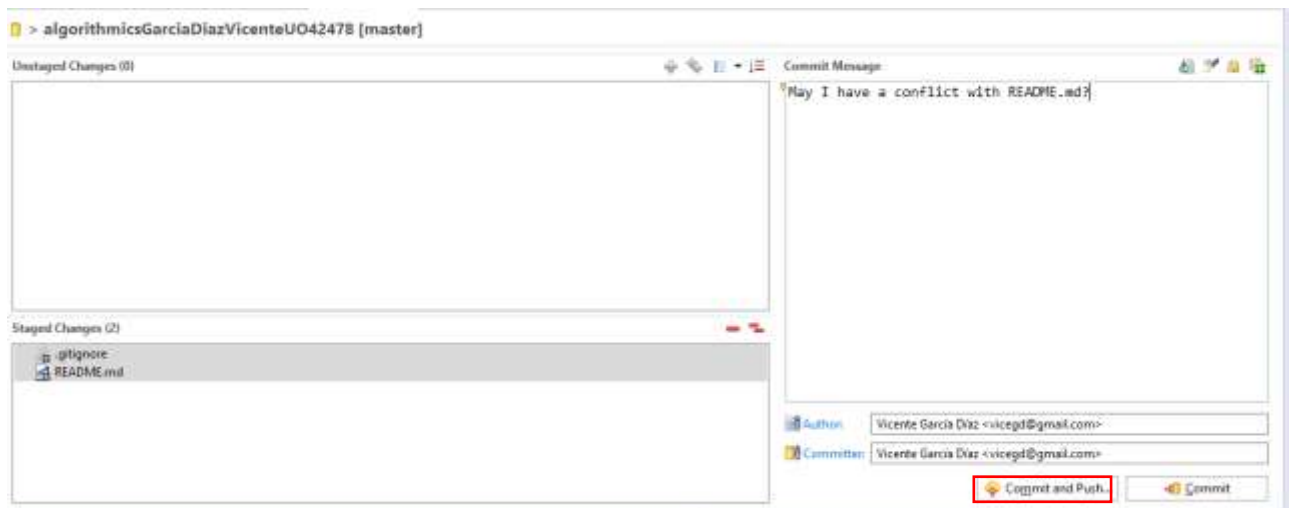 > algorithmicsGarciaDiazVicenteUO42478 [master]
Unstaged Changes (0)
Commit Message
May I have a conflict with README.md?
Staged Changes (2)
.gitignore
README.md
Author:
Vicente García Díaz <vicegd@gmail.com>
Committer:
Vicente García Díaz <vicegd@gmail.com>
Commit and Push...
Commit